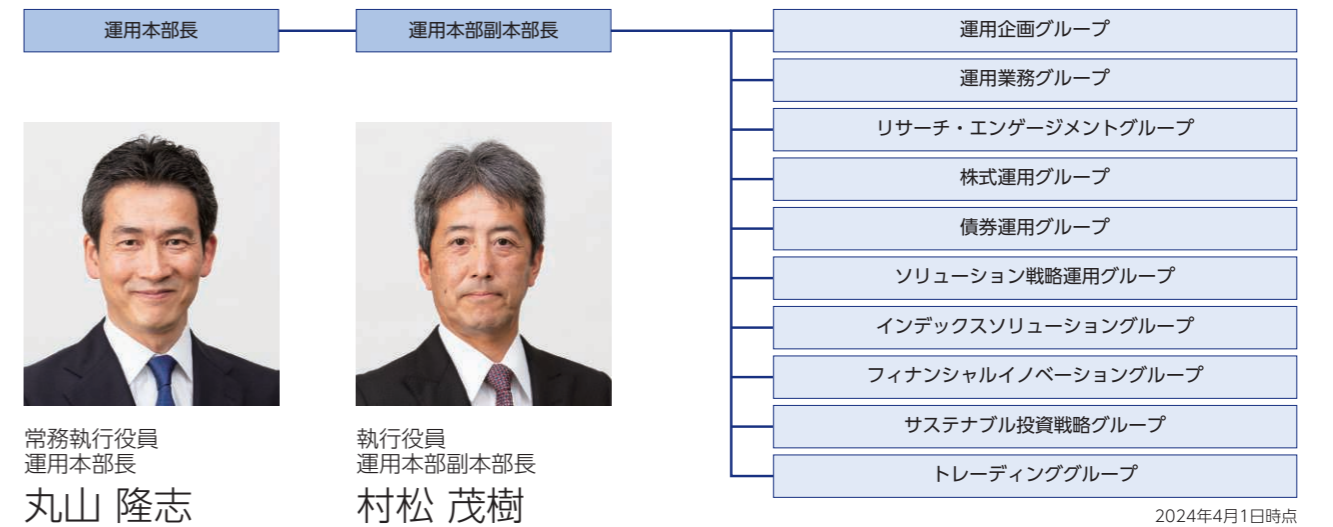 運用本部長
運用本部副本部長
運用企画グループ
運用業務グループ
リサーチ・エンゲージメントグループ
株式運用グループ
債券運用グループ
ソリューション戦略運用グループ
インデックスソリューショングループ
フィナンシャルイノベーショングループ
サステナブル投資戦略グループ
トレーディンググループ
常務執行役員
運用本部長
丸山 隆志
執行役員
運用本部副本部長
村松 茂樹
2024年4月1日時点